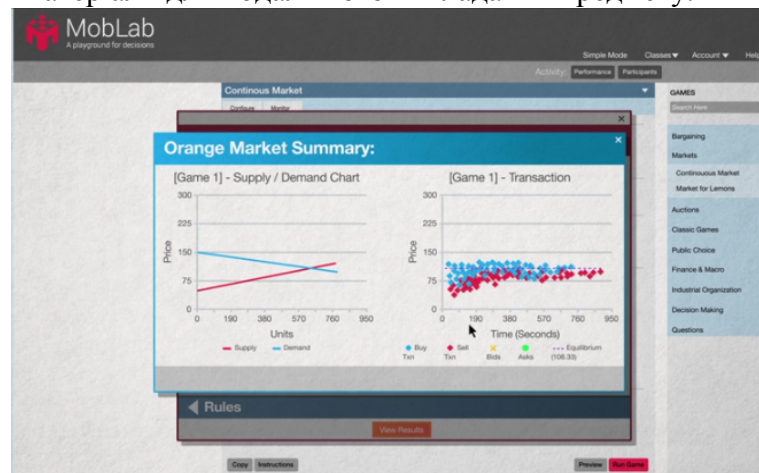 MobLab
A playground for decisions
Simple Mode Classes Account Help
Activity: Performance Participants
Continous Market
Configure Monitor
GAMES
Search Here
Bargaining
Markets
Continuous Market
Market for Lemons
Auctions
Classic Games
Public Choice
Finance & Macro
Industrial Organization
Decision Making
Questions
Orange Market Summary:
[Game 1] - Supply / Demand Chart
300
225
150
75
0
Price
0 190 380 570 760 950
Units
Supply Demand
[Game 1] - Transaction
300
225
150
75
0
Price
0 190 380 570 760 950
Time (Seconds)
Buy Txn
Sell Txn
Bids
Asks
Equilibrium (108.33)
Rules
View Results
Copy Instructions
Preview Run Game